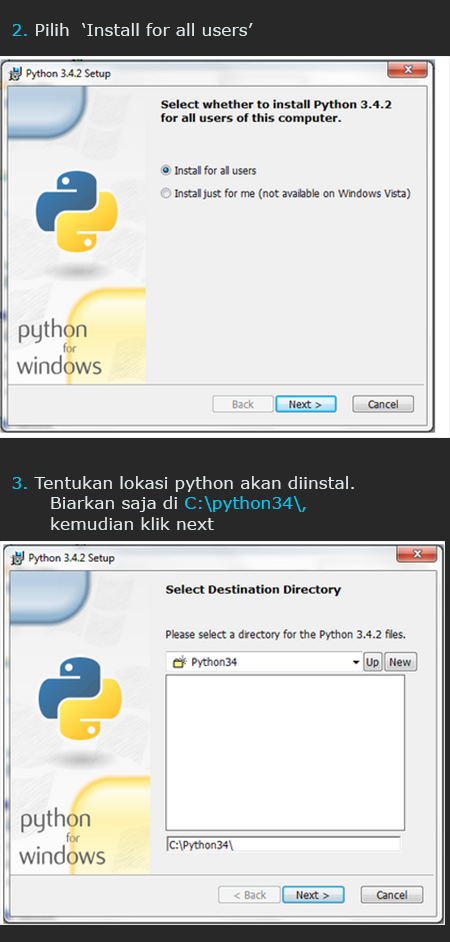 2. Pilih ‘Install for all users’
Python 3.4.2 Setup
Select whether to install Python 3.4.2
for all users of this computer.
Install for all users
Install just for me (not available on Windows Vista)
python
for
windows
Back
Next >
Cancel
3. Tentukan lokasi python akan diinstal.
Biarkan saja di C:\python34\,
kemudian klik next
Python 3.4.2 Setup
Select Destination Directory
Please select a directory for the Python 3.4.2 files.
Python34
Up
New
python
for
windows
C:\Python34\
< Back
Next >
Cancel